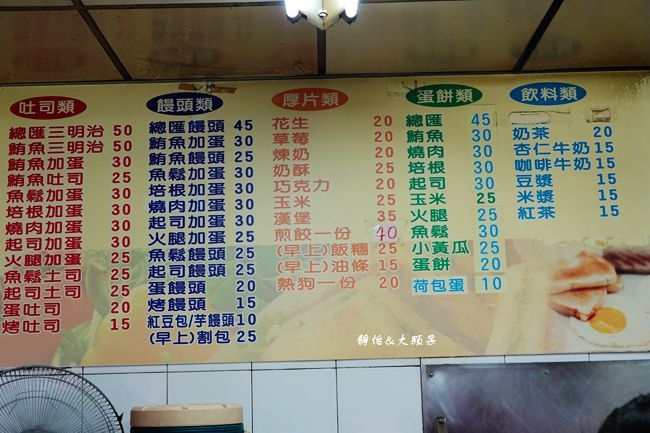 吐司類
總匯三明治 50
鮪魚三明治 50
鮪魚加蛋 30
鮪魚吐司 25
魚鬆加蛋 30
培根加蛋 30
燒肉加蛋 30
起司加蛋 30
火腿加蛋 25
魚鬆土司 25
起司土司 25
蛋吐司 20
烤吐司 15
饅頭類
總匯饅頭 45
鮪魚加蛋 30
鮪魚饅頭 25
魚鬆加蛋 30
培根加蛋 30
燒肉加蛋 30
起司加蛋 30
火腿加蛋 25
魚鬆饅頭 25
起司饅頭 25
蛋饅頭 20
烤饅頭 15
紅豆包/芋饅頭 10
(早上)割包 25
厚片類
花生 20
草莓 20
煉奶 20
奶酥 25
巧克力 20
玉米 25
漢堡 35
煎餃一份 40
(早上)飯糰 25
(早上)油條 15
熱狗一份 20
蛋餅類
總匯 45
鮪魚 30
燒肉 30
培根 30
起司 30
玉米 25
火腿 25
魚鬆 30
小黃瓜 25
蛋餅 20
荷包蛋 10
飲料類
奶茶 20
杏仁牛奶 15
咖啡牛奶 15
豆漿 15
米漿 15
紅茶 15
靜怡&大顆呆